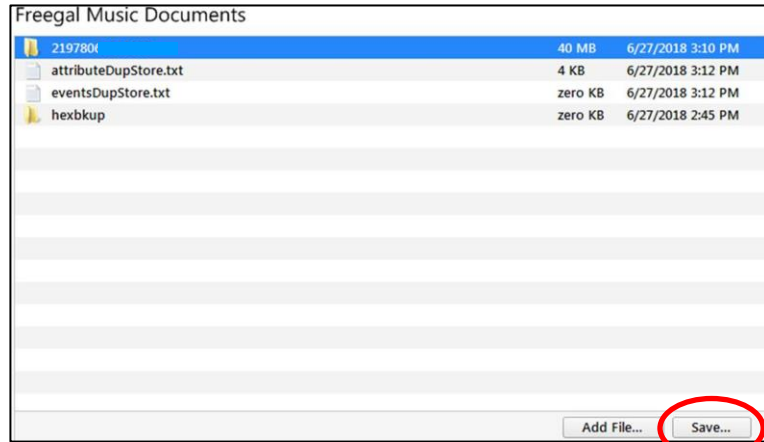 Freegal Music Documents
2197806 40 MB 6/27/2018 3:10 PM
attributeDupStore.txt 4 KB 6/27/2018 3:12 PM
eventsDupStore.txt zero KB 6/27/2018 3:12 PM
hexbkup zero KB 6/27/2018 2:45 PM
Add File... Save...